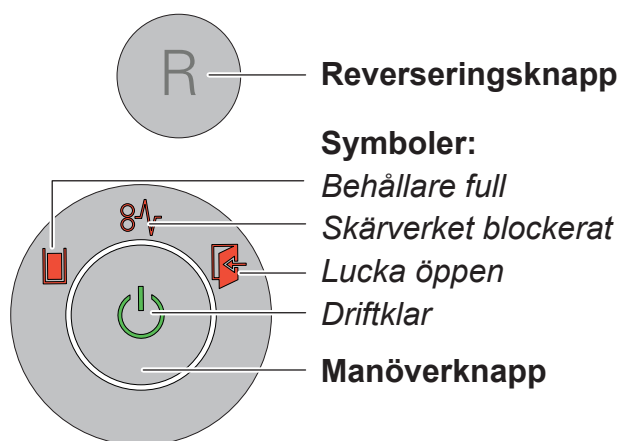 R
Reverseringsknapp
Symboler:
Behållare full
Skärverket blockerat
Lucka öppen
Driftklar
Manöverknapp